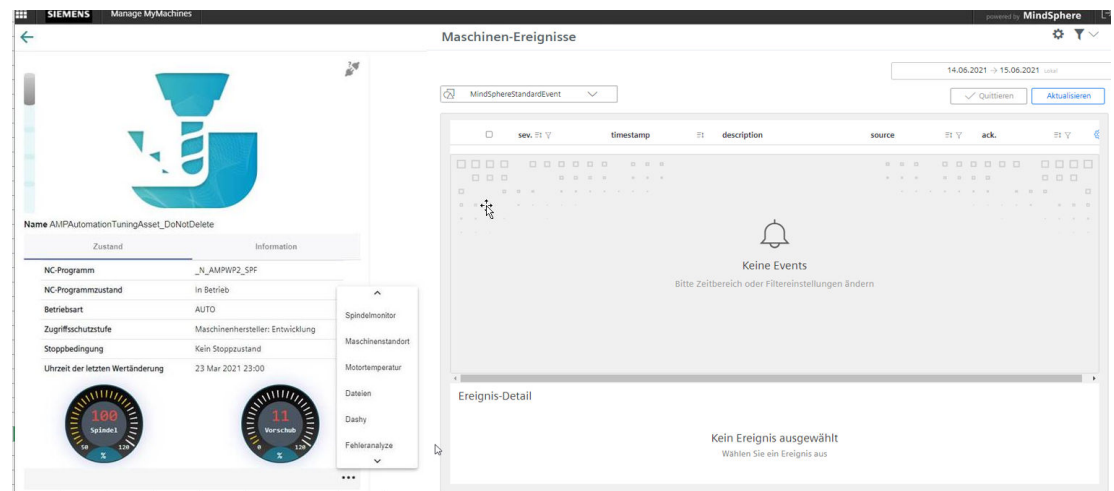 SIEMENS Manage MyMachines powered by MindSphere
Maschinen-Ereignisse
14.06.2021 → 15.06.2021 Lokal
MindSphereStandardEvent
Quittieren Aktualisieren
sev. timestamp description source ack.
Name AMPAutomationTuningAsset_DoNotDelete
Zustand Information
NC-Programm _N_AMPWP2_SPF
NC-Programmzustand in Betrieb
Betriebsart AUTO
Zugriffsschutzstufe Maschinenhersteller: Entwicklung
Stoppbedingung Kein Stoppzustand
Uhrzeit der letzten Wertänderung 23 Mar 2021 23:00
100
Spindel
50 120
%
11
Vorschub
0 120
%
Spindelmonitor
Maschinenstandort
Motortemperatur
Dateien
Dashy
Fehleranalyze
Keine Events
Bitte Zeitbereich oder Filtereinstellungen ändern
Ereignis-Detail
Kein Ereignis ausgewählt
Wählen Sie ein Ereignis aus